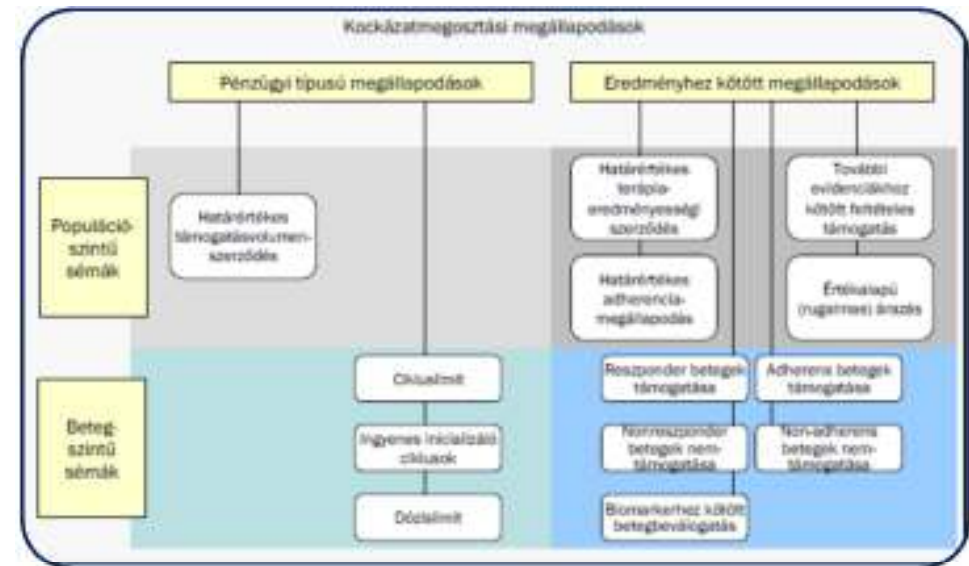 Kockázatmegosztási megállapodások
Pénzügyi típusú megállapodások
Eredményhez kötött megállapodások
Populáció-
szintű
sémák
Határértékes
támogatásvolumen-
szerződés
Határértékes
terápia-
eredményességi
szerződés
További
evidenciákhoz
kötött feltételes
támogatás
Határértékes
adherencia-
megállapodás
Értékalapú
(rugalmas) árazás
Beteg-
szintű
sémák
Cikluslimit
Reszponder betegek
támogatása
Adherens betegek
támogatása
Ingyenes inicializáló
ciklusok
Nonreszponder
betegek nem-
támogatása
Non-adherens
betegek nem-
támogatása
Dózislimit
Biomarkerhez kötött
betegbeválogatás